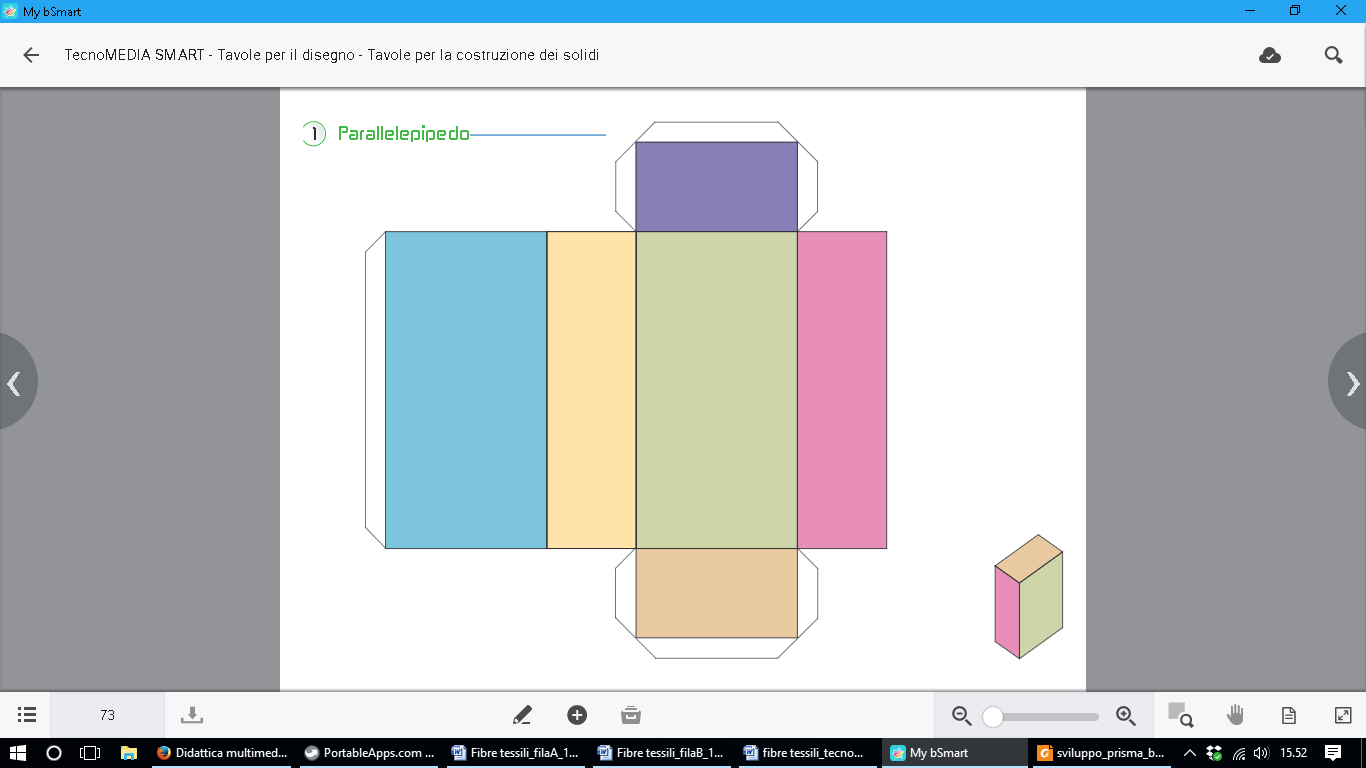 My bSmart
TecnoMEDIA SMART - Tavole per il disegno - Tavole per la costruzione dei solidi
1 Parallelepipedo
73
Didattica multimed... PortableApps.com ... Fibre tessili_filaA_1... Fibre tessili_filaB_1... fibre tessili_tecno... My bSmart sviluppo_prisma_b... 15.52